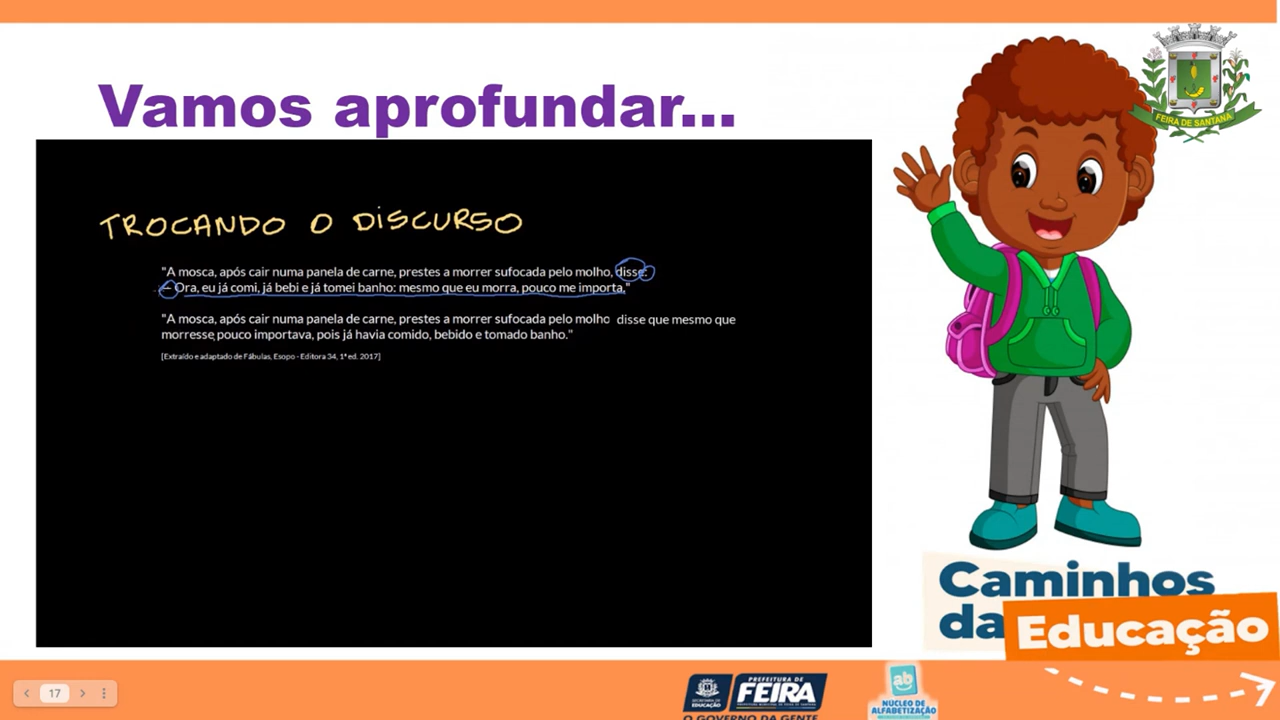 FEIRA DE SANTANA
Vamos aprofundar...
TROCANDO O DISCURSO
"A mosca, após cair numa panela de carne, prestes a morrer sufocada pelo molho, disse:
— Ora, eu já comi, já bebi e já tomei banho: mesmo que eu morra, pouco me importa."
"A mosca, após cair numa panela de carne, prestes a morrer sufocada pelo molho disse que mesmo que
morresse, pouco importava, pois já havia comido, bebido e tomado banho."
[Extraído e adaptado de Fábulas, Esopo - Editora 34, 1ª ed. 2017]
Caminhos
da Educação
17
SECRETARIA DE
EDUCAÇÃO
PREFEITURA DE
FEIRA
O GOVERNO DA GENTE
ab
NÚCLEO DE
ALFABETIZAÇÃO